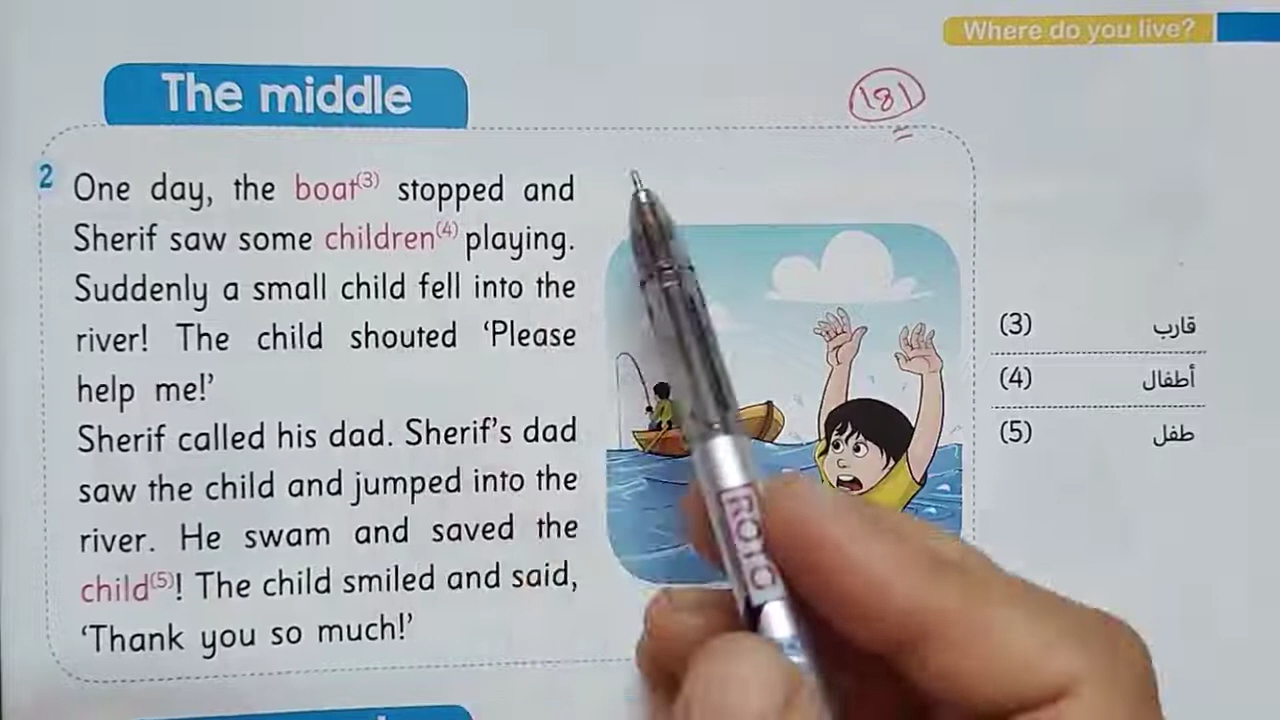 Where do you live?
The middle
181
2 One day, the boat(3) stopped and
Sherif saw some children(4) playing.
Suddenly a small child fell into the
river! The child shouted ‘Please
help me!’
Sherif called his dad. Sherif’s dad
saw the child and jumped into the
river. He swam and saved the
child(5)! The child smiled and said,
‘Thank you so much!’
(3) قارب
(4) أطفال
(5) طفل
ROTO